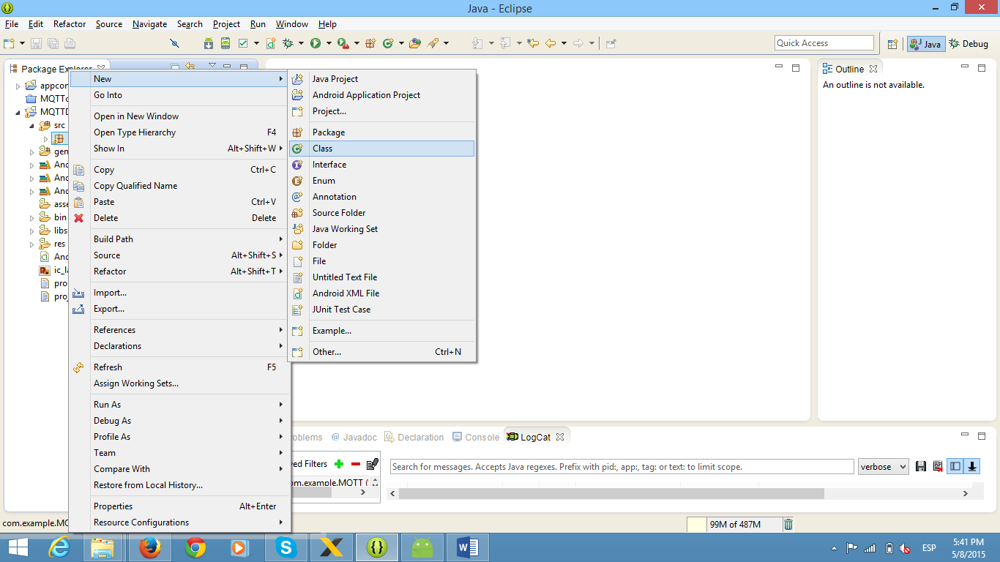 Java - Eclipse
File Edit Refactor Source Navigate Search Project Run Window Help
Quick Access
Java
Debug
Package Explorer
appcon
MQTTo
MQTTD
src
gen
And
And
And
asse
bin
libs
res
And
ic_la
pro
proj
New
Go Into
Open in New Window
Open Type Hierarchy F4
Show In Alt+Shift+W
Copy Ctrl+C
Copy Qualified Name
Paste Ctrl+V
Delete Delete
Build Path
Source Alt+Shift+S
Refactor Alt+Shift+T
Import...
Export...
References
Declarations
Refresh F5
Assign Working Sets...
Run As
Debug As
Profile As
Team
Compare With
Restore from Local History...
Properties Alt+Enter
Resource Configurations
Java Project
Android Application Project
Project...
Package
Class
Interface
Enum
Annotation
Source Folder
Java Working Set
Folder
File
Untitled Text File
Android XML File
JUnit Test Case
Example...
Other... Ctrl+N
Outline
An outline is not available.
oblems @ Javadoc Declaration Console LogCat
ved Filters
om.example.MQTT (
Search for messages. Accepts Java regexes. Prefix with pid:, app:, tag: or text: to limit scope.
verbose
com.example.MQ
99M of 487M
ESP
5:41 PM
5/8/2015